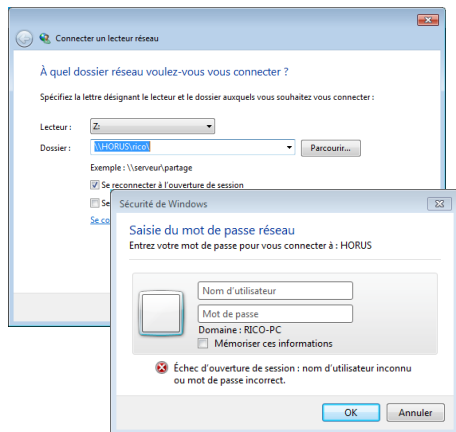 Connecter un lecteur réseau
À quel dossier réseau voulez-vous vous connecter ?
Spécifiez la lettre désignant le lecteur et le dossier auxquels vous souhaitez vous connecter :
Lecteur :
Z:
Dossier :
\\HORUS\rico\
Parcourir...
Exemple : \\serveur\partage
Se reconnecter à l'ouverture de session
Se
Se co
Sécurité de Windows
Saisie du mot de passe réseau
Entrez votre mot de passe pour vous connecter à : HORUS
Nom d'utilisateur
Mot de passe
Domaine : RICO-PC
Mémoriser ces informations
Échec d'ouverture de session : nom d'utilisateur inconnu
ou mot de passe incorrect.
OK
Annuler